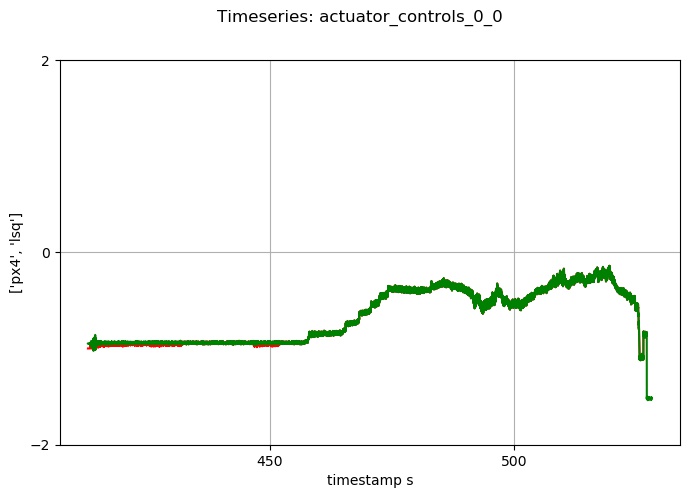 Timeseries: actuator_controls_0_0
2
['px4', 'lsq']
0
−2
450
500
timestamp s